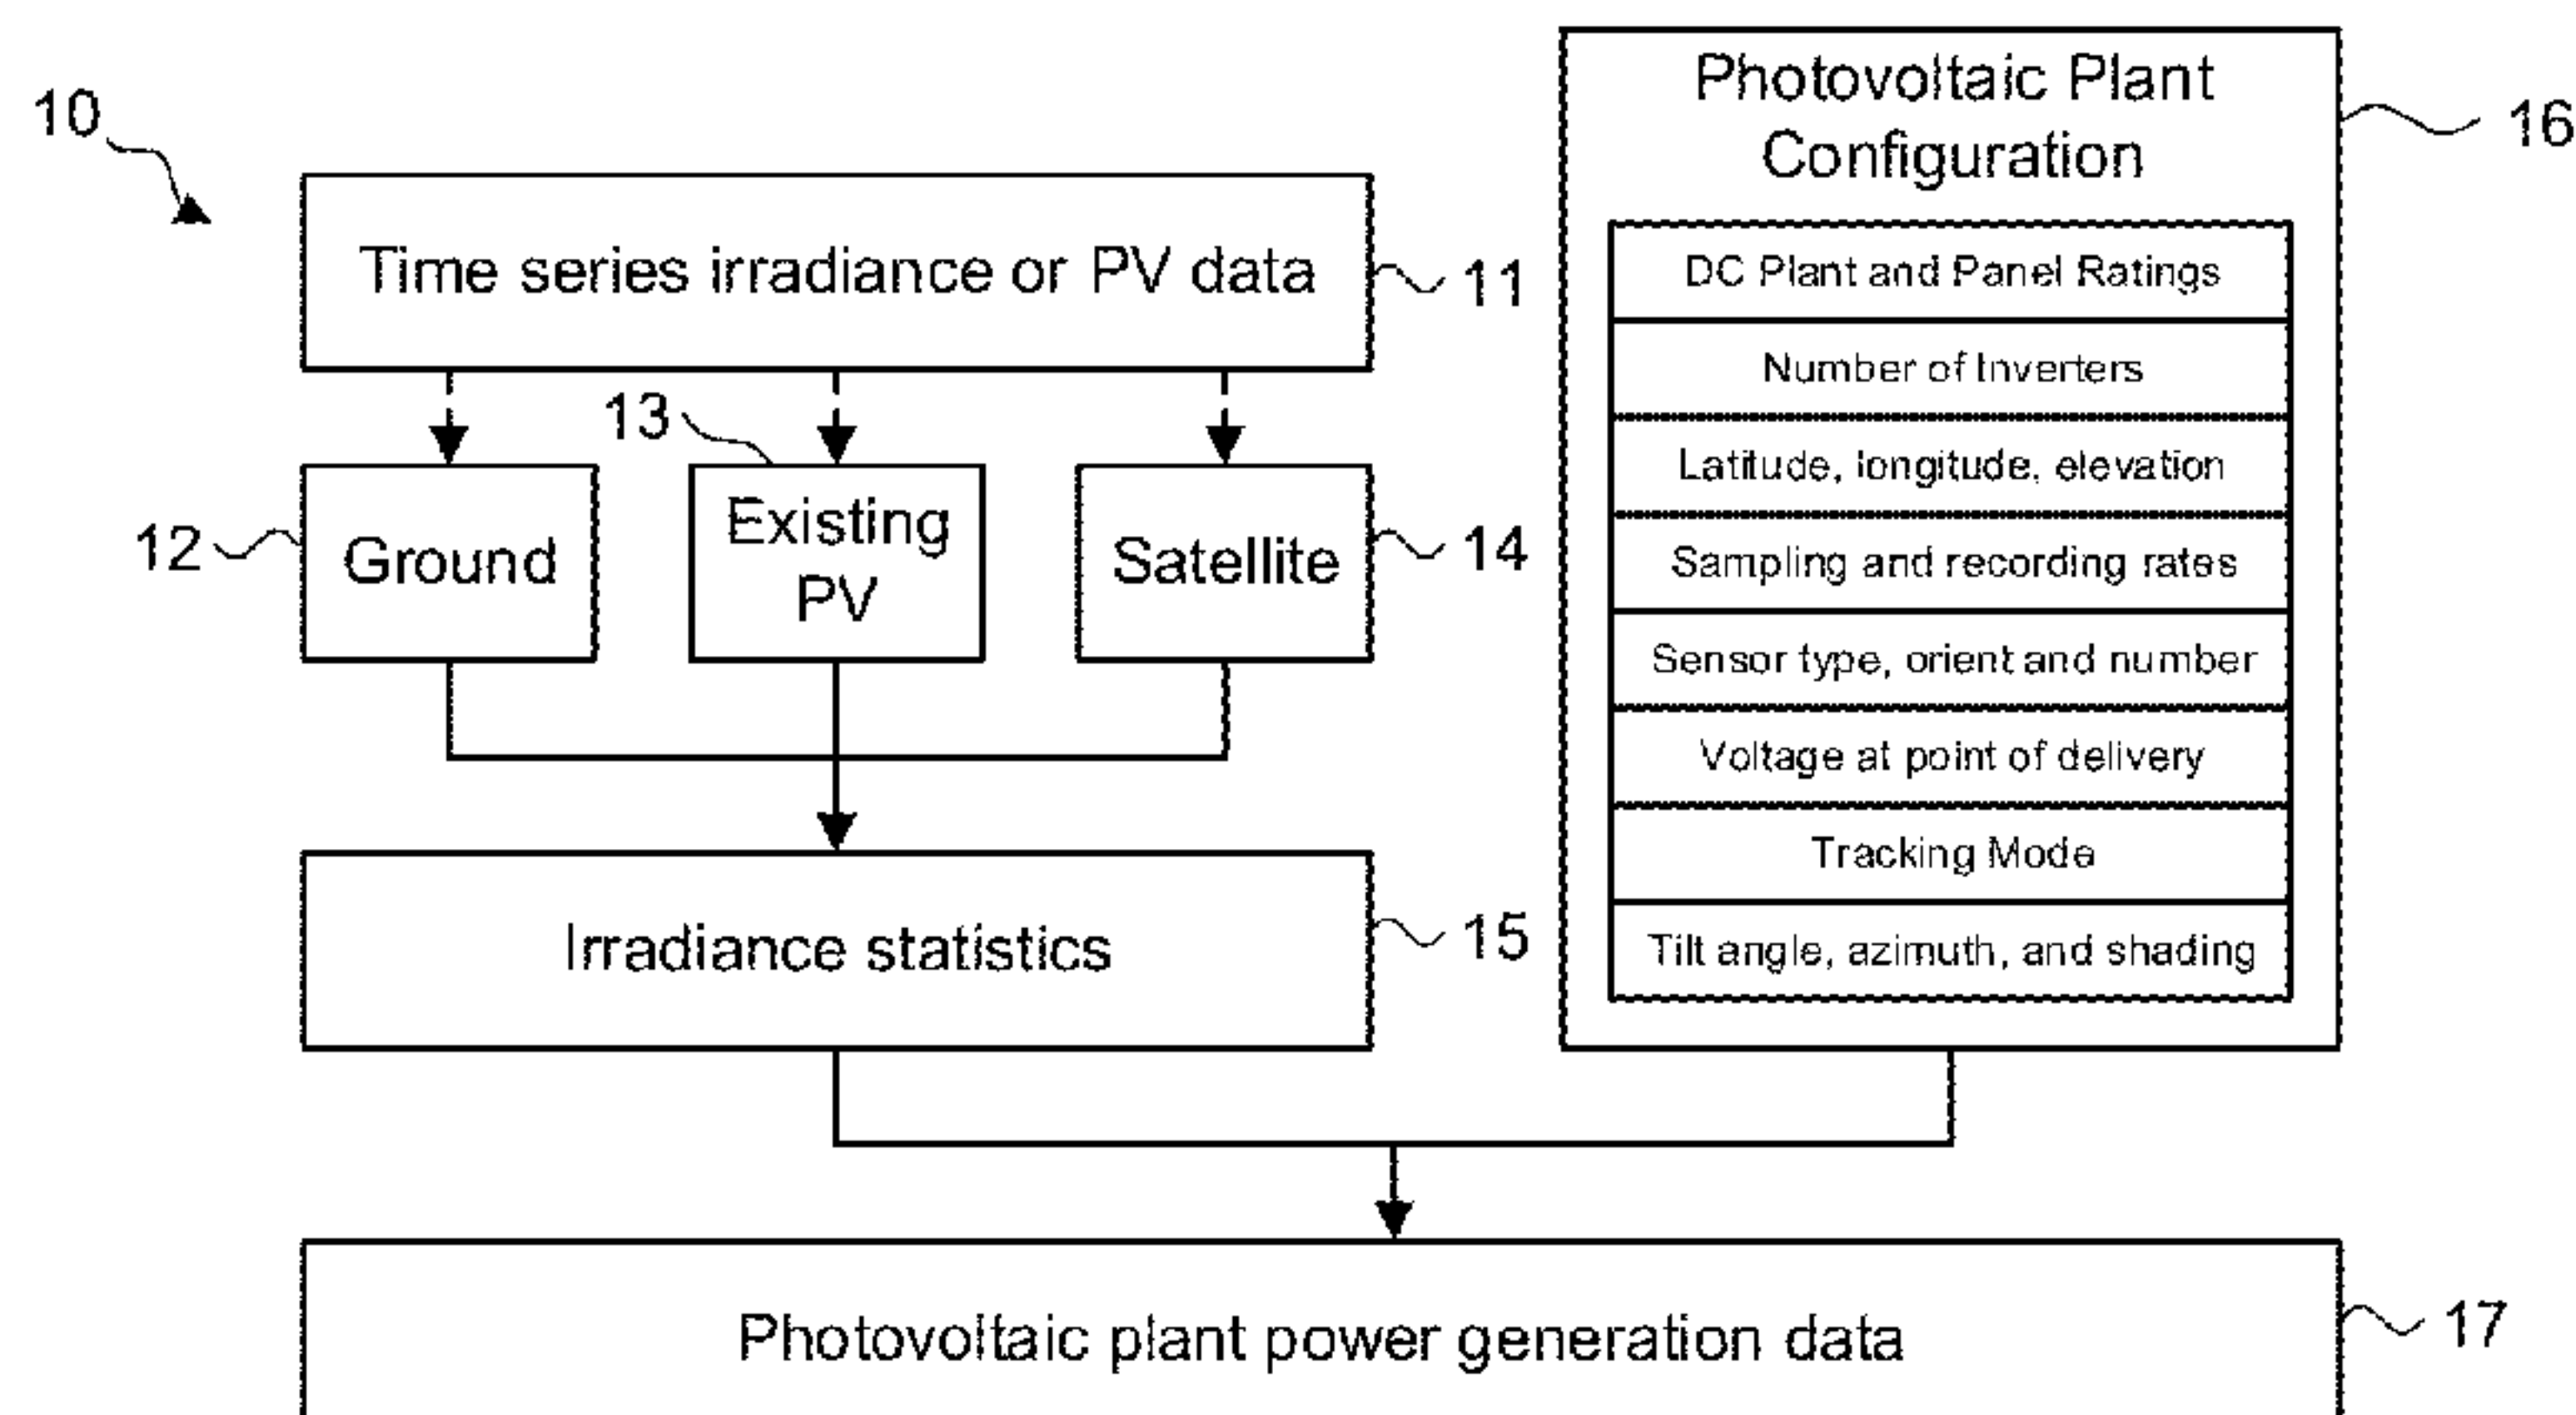 10
Time series irradiance or PV data
11
13
12
Ground
Existing
PV
Satellite
14
Irradiance statistics
15
Photovoltaic Plant
Configuration
16
DC Plant and Panel Ratings
Number of Inverters
Latitude, longitude, elevation
Sampling and recording rates
Sensor type, orient and number
Voltage at point of delivery
Tracking Mode
Tilt angle, azimuth, and shading
Photovoltaic plant power generation data
17